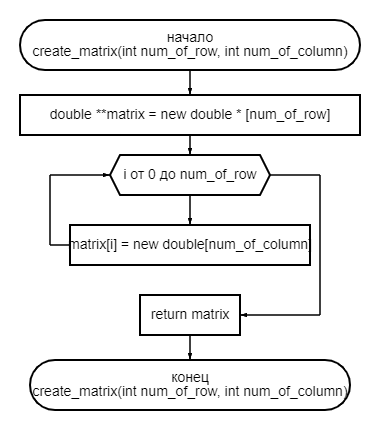 начало
create_matrix(int num_of_row, int num_of_column)
double **matrix = new double * [num_of_row]
i от 0 до num_of_row
matrix[i] = new double[num_of_column]
return matrix
конец
create_matrix(int num_of_row, int num_of_column)